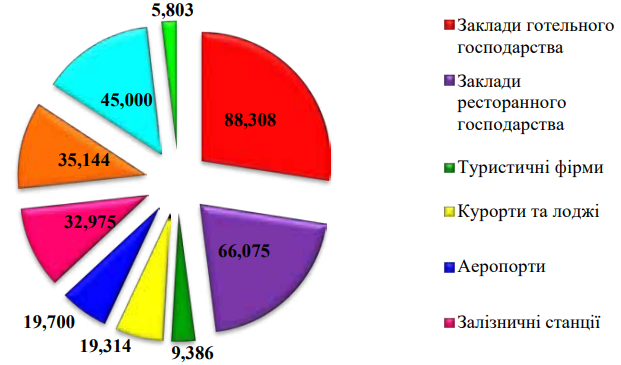 5,803
45,000
88,308
35,144
32,975
66,075
19,700
19,314
9,386
Заклади готельного
господарства
Заклади
ресторанного
господарства
Туристичні фірми
Курорти та лоджі
Аеропорти
Залізничні станції